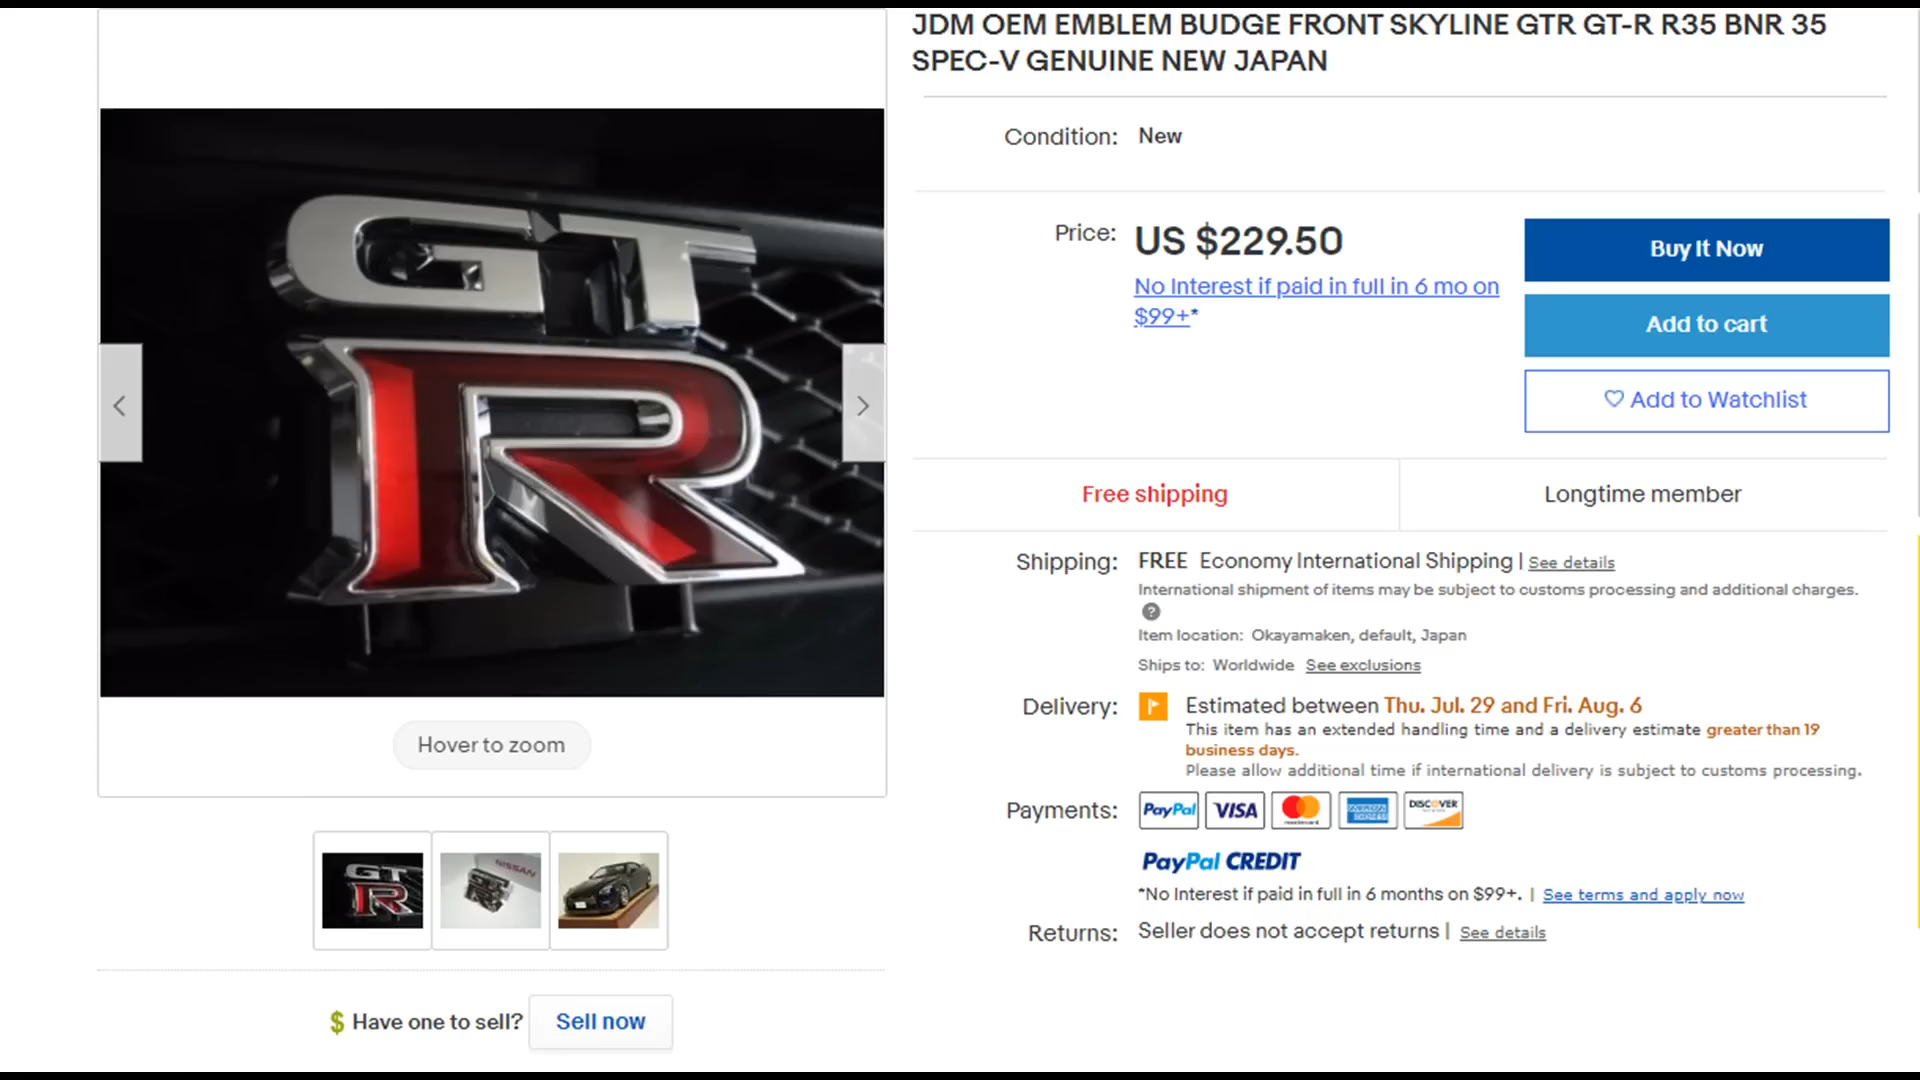 JDM OEM EMBLEM BUDGE FRONT SKYLINE GTR GT-R R35 BNR 35
SPEC-V GENUINE NEW JAPAN
Condition: New
Price: US $229.50
No Interest if paid in full in 6 mo on
$99+*
Buy It Now
Add to cart
Add to Watchlist
Free shipping
Longtime member
Shipping: FREE Economy International Shipping | See details
International shipment of items may be subject to customs processing and additional charges.
?
Item location: Okayamaken, default, Japan
Ships to: Worldwide See exclusions
Delivery: Estimated between Thu. Jul. 29 and Fri. Aug. 6
This item has an extended handling time and a delivery estimate greater than 19
business days.
Please allow additional time if international delivery is subject to customs processing.
Payments: PayPal VISA mastercard AMERICAN EXPRESS DISCOVER
PayPal CREDIT
*No Interest if paid in full in 6 months on $99+. | See terms and apply now
Returns: Seller does not accept returns | See details
GT
R
Hover to zoom
GT
R
GT
NISSAN
$ Have one to sell? Sell now